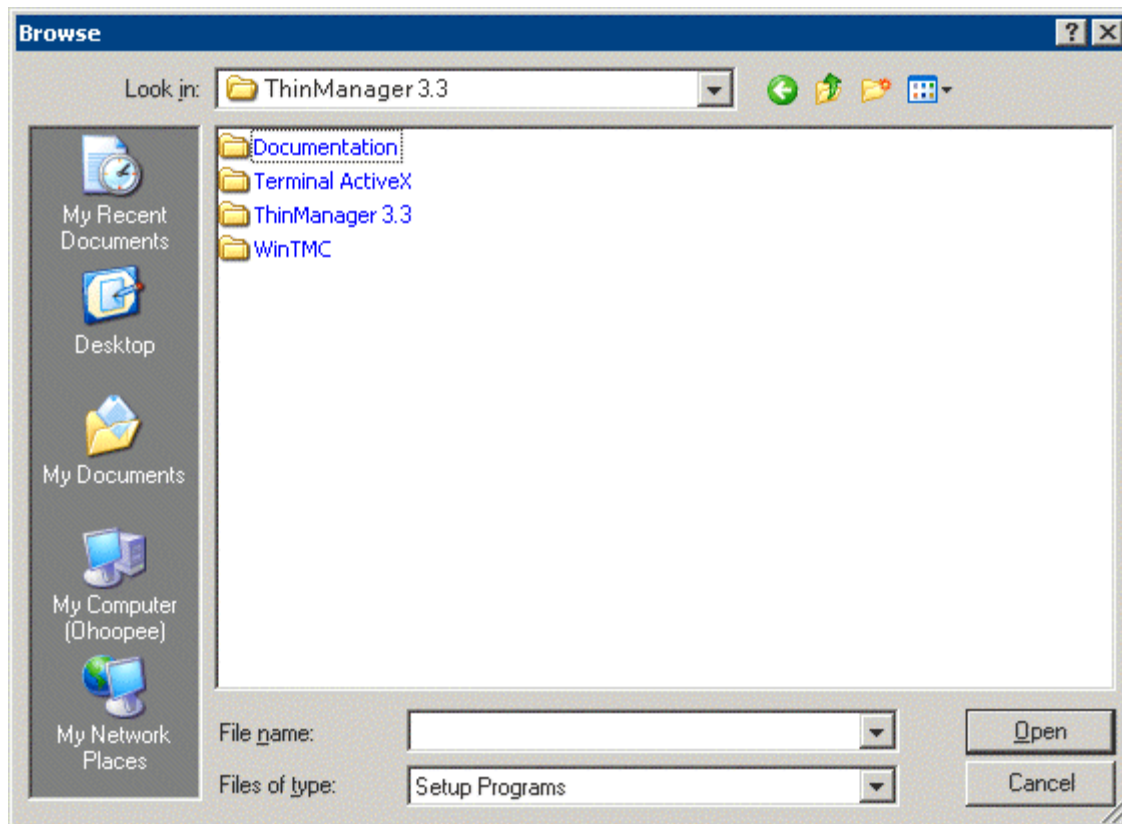 Browse
Look in: ThinManager 3.3
Documentation
Terminal ActiveX
ThinManager 3.3
WinTMC
My Recent
Documents
Desktop
My Documents
My Computer
(Ohoopee)
My Network
Places
File name:
Open
Files of type: Setup Programs
Cancel